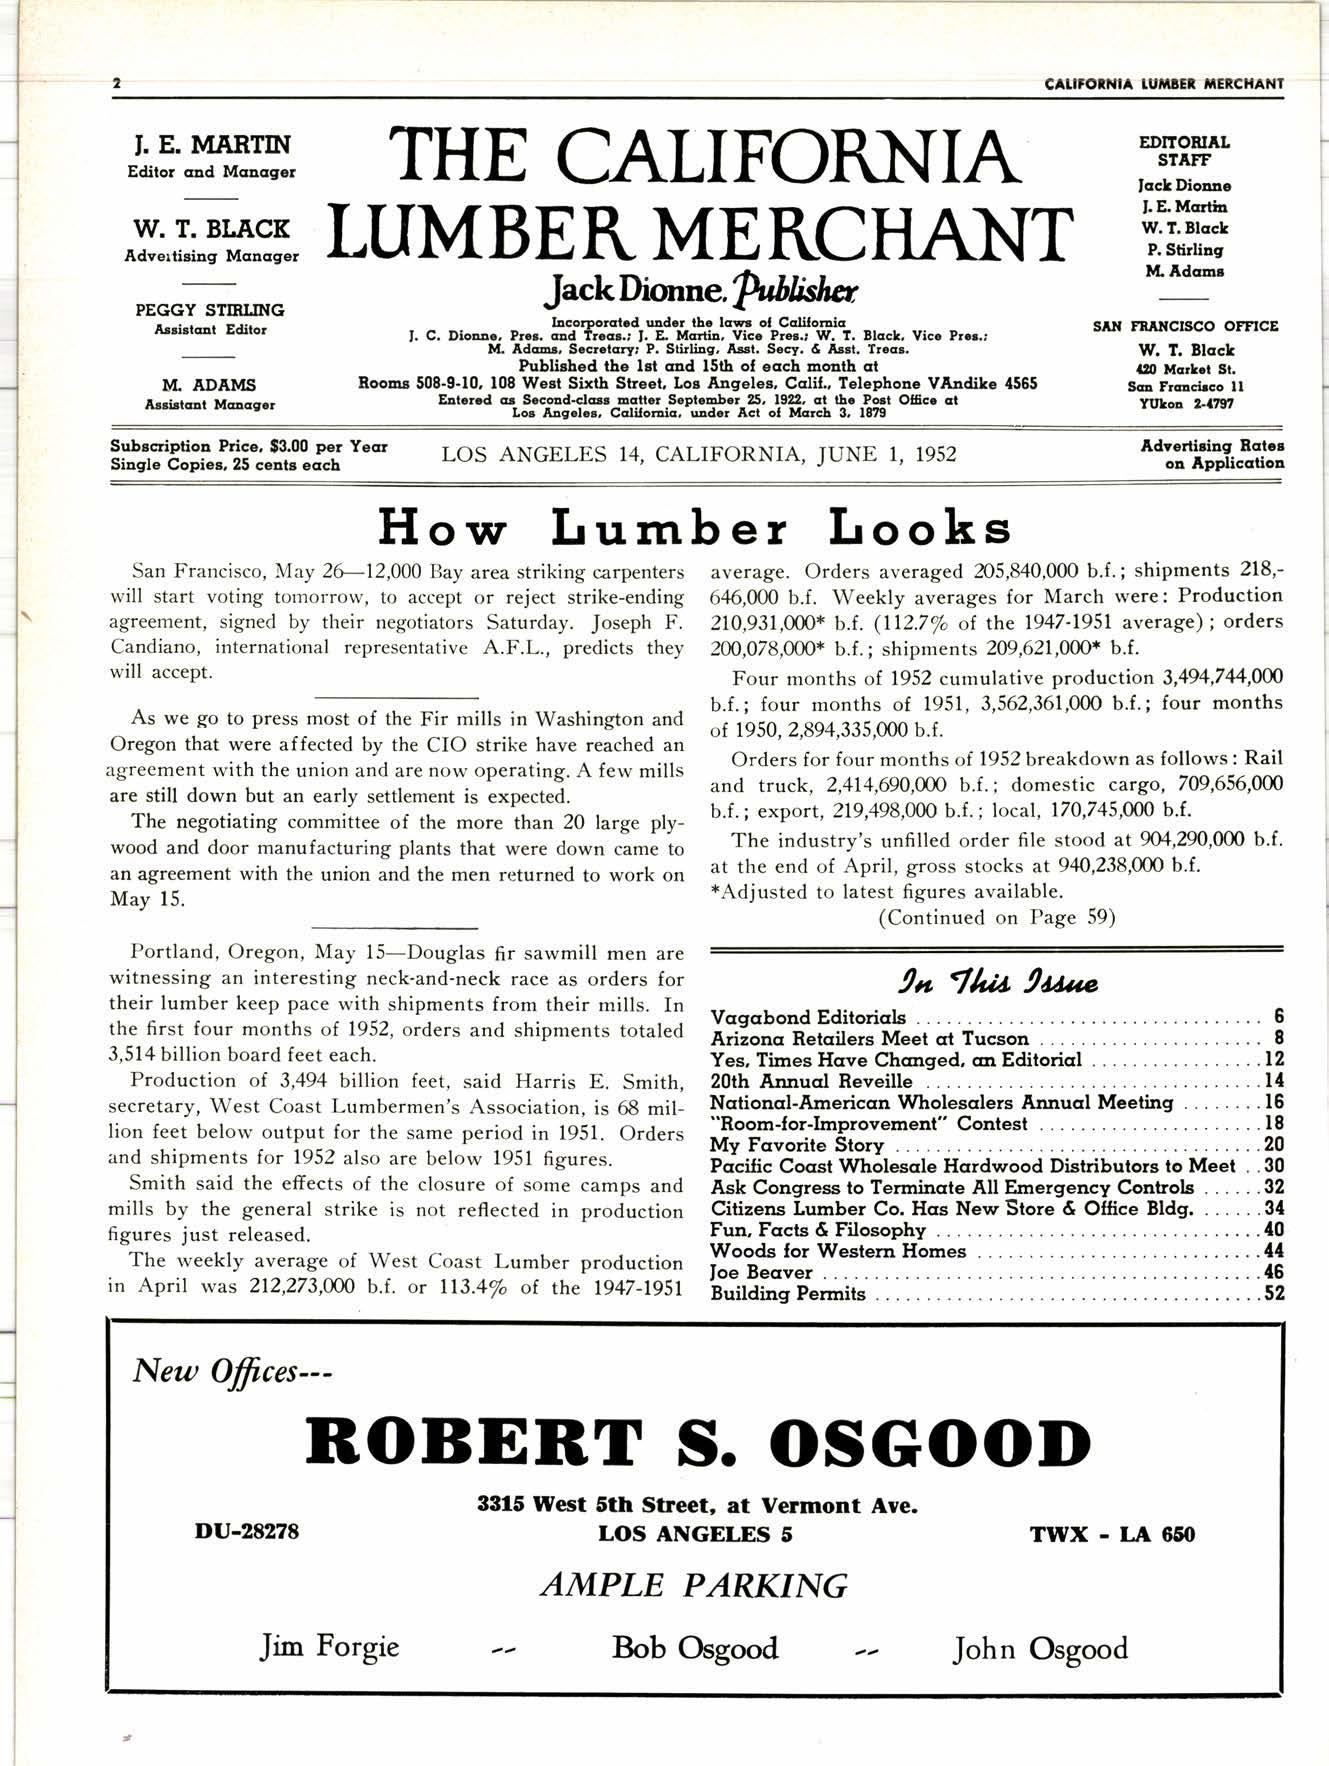 2
CALIFORNIA LUMBER MERCHANT
J. E. MARTIN
Editor and Manager
W. T. BLACK
Advertising Manager
PEGGY STIRLING
Assistant Editor
M. ADAMS
Assistant Manager
THE CALIFORNIA
LUMBER MERCHANT
Jack Dionne, Publisher
Incorporated under the laws of California
J. C. Dionne, Pres. and Treas.; J. E. Martin, Vice Pres.; W. T. Black, Vice Pres.;
M. Adams, Secretary; P. Stirling, Asst. Secy. & Asst. Treas.
Published the 1st and 15th of each month at
Rooms 508-9-10, 108 West Sixth Street, Los Angeles, Calif., Telephone VAndike 4565
Entered as Second-class matter September 25, 1922, at the Post Office at
Los Angeles, California, under Act of March 3, 1879
EDITORIAL
STAFF
Jack Dionne
J. E. Martin
W. T. Black
P. Stirling
M. Adams
SAN FRANCISCO OFFICE
W. T. Black
420 Market St.
San Francisco 11
YUkon 2-4797
Subscription Price, $3.00 per Year
Single Copies, 25 cents each
LOS ANGELES 14, CALIFORNIA, JUNE 1, 1952
Advertising Rates
on Application
How Lumber Looks
San Francisco, May 26—12,000 Bay area striking carpenters
will start voting tomorrow, to accept or reject strike-ending
agreement, signed by their negotiators Saturday. Joseph F.
Candiano, international representative A.F.L., predicts they
will accept.
As we go to press most of the Fir mills in Washington and
Oregon that were affected by the CIO strike have reached an
agreement with the union and are now operating. A few mills
are still down but an early settlement is expected.
The negotiating committee of the more than 20 large ply-
wood and door manufacturing plants that were down came to
an agreement with the union and the men returned to work on
May 15.
Portland, Oregon, May 15—Douglas fir sawmill men are
witnessing an interesting neck-and-neck race as orders for
their lumber keep pace with shipments from their mills. In
the first four months of 1952, orders and shipments totaled
3,514 billion board feet each.
Production of 3,494 billion feet, said Harris E. Smith,
secretary, West Coast Lumbermen's Association, is 68 mil-
lion feet below output for the same period in 1951. Orders
and shipments for 1952 also are below 1951 figures.
Smith said the effects of the closure of some camps and
mills by the general strike is not reflected in production
figures just released.
The weekly average of West Coast Lumber production
in April was 212,273,000 b.f. or 113.4% of the 1947-1951
average. Orders averaged 205,840,000 b.f.; shipments 218,-
646,000 b.f. Weekly averages for March were: Production
210,931,000* b.f. (112.7% of the 1947-1951 average); orders
200,078,000* b.f.; shipments 209,621,000* b.f.
Four months of 1952 cumulative production 3,494,744,000
b.f.; four months of 1951, 3,562,361,000 b.f.; four months
of 1950, 2,894,335,000 b.f.
Orders for four months of 1952 breakdown as follows: Rail
and truck, 2,414,690,000 b.f.; domestic cargo, 709,656,000
b.f.; export, 219,498,000 b.f.; local, 170,745,000 b.f.
The industry's unfilled order file stood at 904,290,000 b.f.
at the end of April, gross stocks at 940,238,000 b.f.
*Adjusted to latest figures available.
(Continued on Page 59)
In This Issue
Vagabond Editorials 6
Arizona Retailers Meet at Tucson 8
Yes, Times Have Changed, an Editorial 12
20th Annual Reveille 14
National-American Wholesalers Annual Meeting 16
"Room-for-Improvement" Contest 18
My Favorite Story 20
Pacific Coast Wholesale Hardwood Distributors to Meet 30
Ask Congress to Terminate All Emergency Controls 32
Citizens Lumber Co. Has New Store & Office Bldg. 34
Fun, Facts & Filosophy 40
Woods for Western Homes 44
Joe Beaver 46
Building Permits 52
New Offices---
ROBERT S. OSGOOD
3315 West 5th Street, at Vermont Ave.
DU-28278
LOS ANGELES 5
TWX - LA 650
AMPLE PARKING
Jim Forgie -- Bob Osgood -- John Osgood